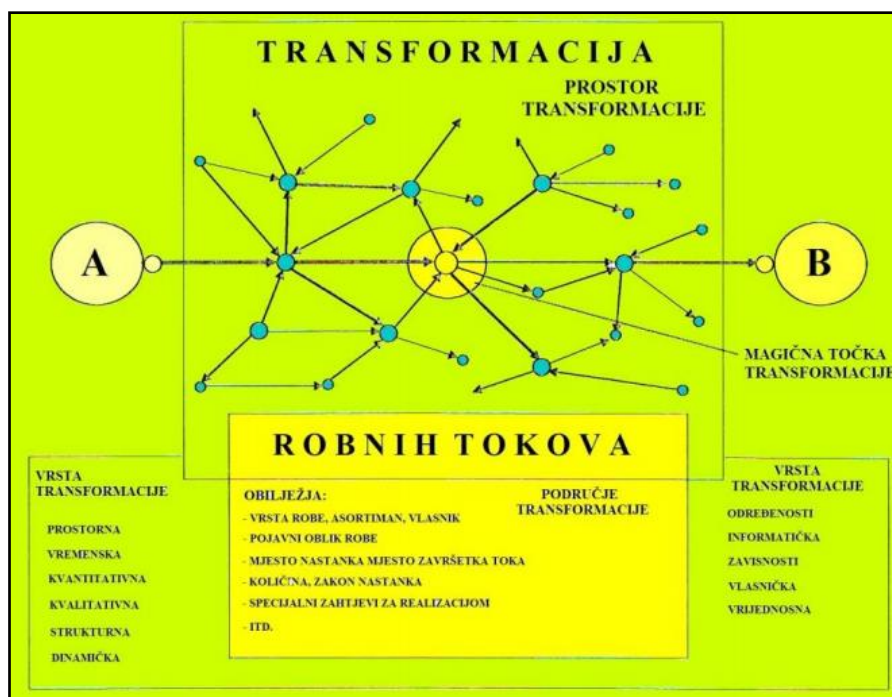 TRANSFORMACIJA
PROSTOR
TRANSFORMACIJE
A
B
MAGIČNA TOČKA
TRANSFORMACIJE
ROBNIH TOKOVA
VRSTA
TRANSFORMACIJE
PROSTORNA
VREMENSKA
KVANTITATIVNA
KVALITATIVNA
STRUKTURNA
DINAMIČKA
OBILJEŽJA:
- VRSTA ROBE, ASORTIMAN, VLASNIK
- POJAVNI OBLIK ROBE
- MJESTO NASTANKA MJESTO ZAVRŠETKA TOKA
- KOLIČINA, ZAKON NASTANKA
- SPECIJALNI ZAHTJEVI ZA REALIZACIJOM
- ITD.
PODRUČJE
TRANSFORMACIJE
VRSTA
TRANSFORMACIJE
ODREĐENOSTI
INFORMATIČKA
ZAVISNOSTI
VLASNIČKA
VRIJEDNOSNA